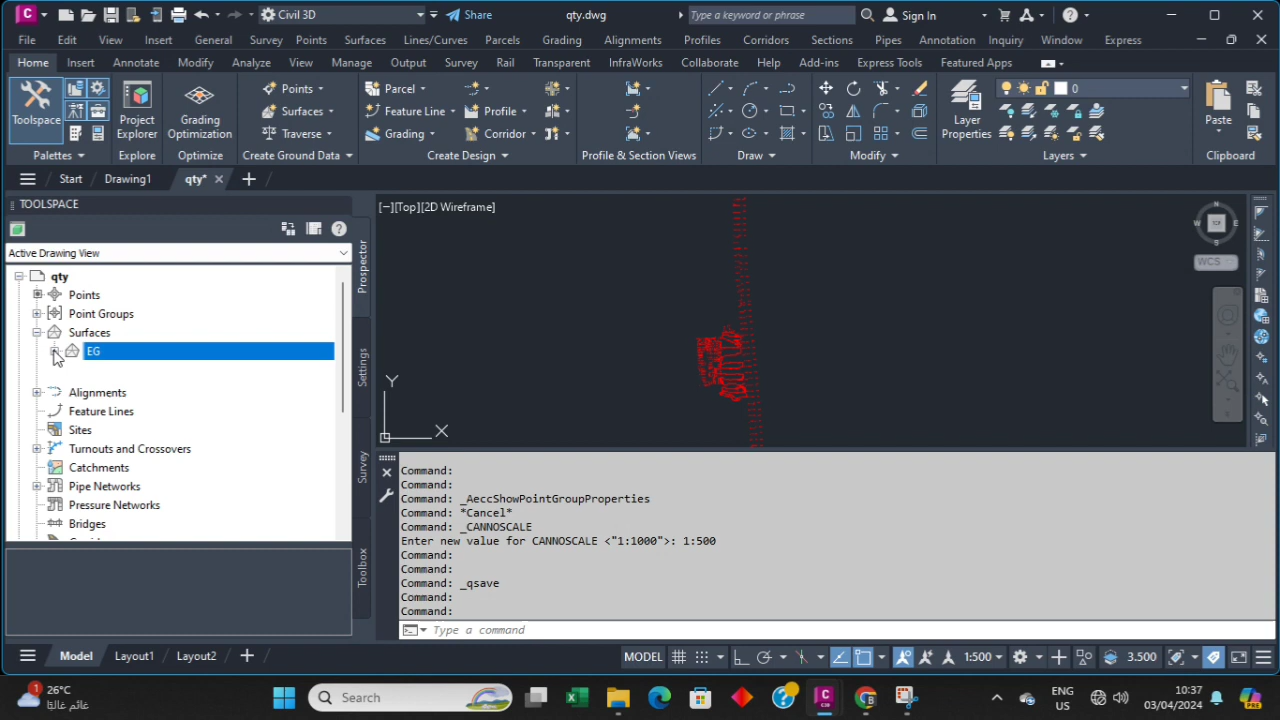 Civil 3D
Share
qty.dwg
Type a keyword or phrase
Sign In
File Edit View Insert General Survey Points Surfaces Lines/Curves Parcels Grading Alignments Profiles Corridors Sections Pipes Annotation Inquiry Window Express
Home Insert Annotate Modify Analyze View Manage Output Survey Rail Transparent InfraWorks Collaborate Help Add-ins Express Tools Featured Apps
Toolspace
Project Explorer
Grading Optimization
Points
Surfaces
Traverse
Parcel
Feature Line
Grading
Profile
Corridor
Layer Properties
0
Paste
Palettes Explore Optimize Create Ground Data Create Design Profile & Section Views Draw Modify Layers Clipboard
Start Drawing1 qty*
TOOLSPACE
Active Drawing View
qty
Points
Point Groups
Surfaces
EG
Alignments
Feature Lines
Sites
Turnouts and Crossovers
Catchments
Pipe Networks
Pressure Networks
Bridges
Prospector
Settings
Survey
Toolbox
[−][Top][2D Wireframe]
N
W
E
S
WCS
Y
X
Command:
Command:
Command: _AeccShowPointGroupProperties
Command: *Cancel*
Command: _CANNOSCALE
Enter new value for CANNOSCALE <"1:1000">: 1:500
Command:
Command:
Command: _qsave
Command:
Command:
Type a command
Model Layout1 Layout2
MODEL
1:500
3.500
1
26°C
غائم غالبًا
Search
ENG
US
10:37
03/04/2024
PRE